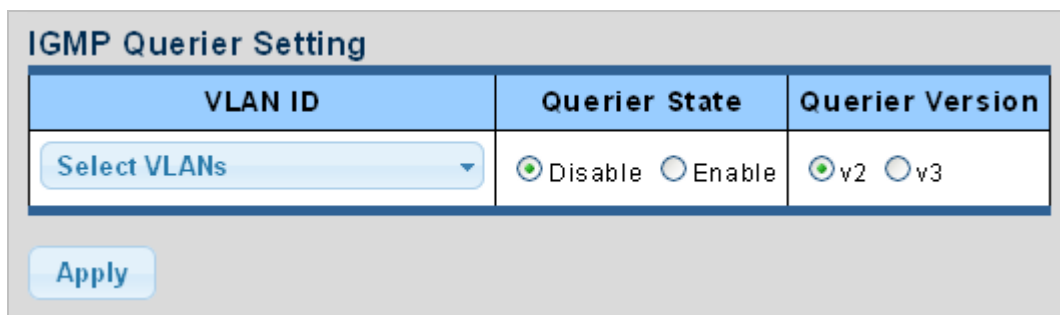 IGMP Querier Setting
VLAN ID Querier State Querier Version
Select VLANs Disable Enable v2 v3
Apply